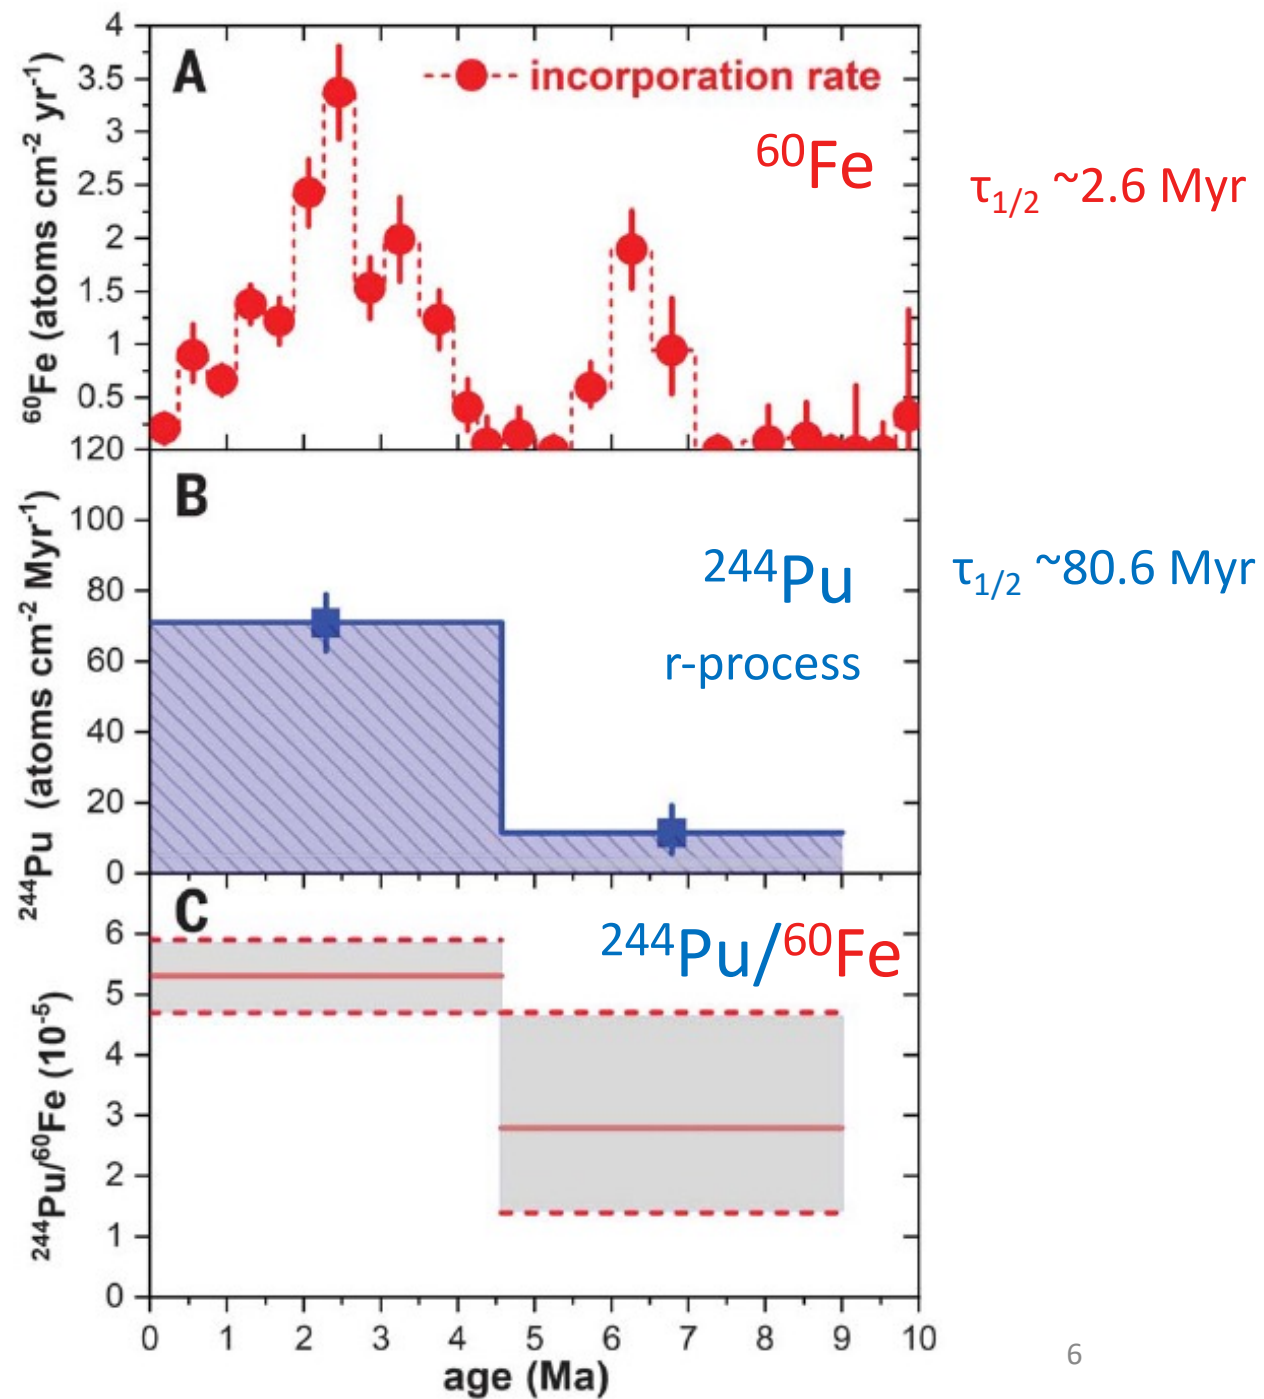 4
3.5
3
2.5
2
1.5
1
0.5
120
⁶⁰Fe (atoms cm⁻² yr⁻¹)
A
incorporation rate
⁶⁰Fe
τ₁/₂ ~2.6 Myr
100
80
60
40
20
0
²⁴⁴Pu (atoms cm⁻² Myr⁻¹)
B
²⁴⁴Pu
r-process
τ₁/₂ ~80.6 Myr
6
5
4
3
2
1
0
²⁴⁴Pu/⁶⁰Fe (10⁻⁵)
C
²⁴⁴Pu/⁶⁰Fe
0 1 2 3 4 5 6 7 8 9 10
age (Ma)
6